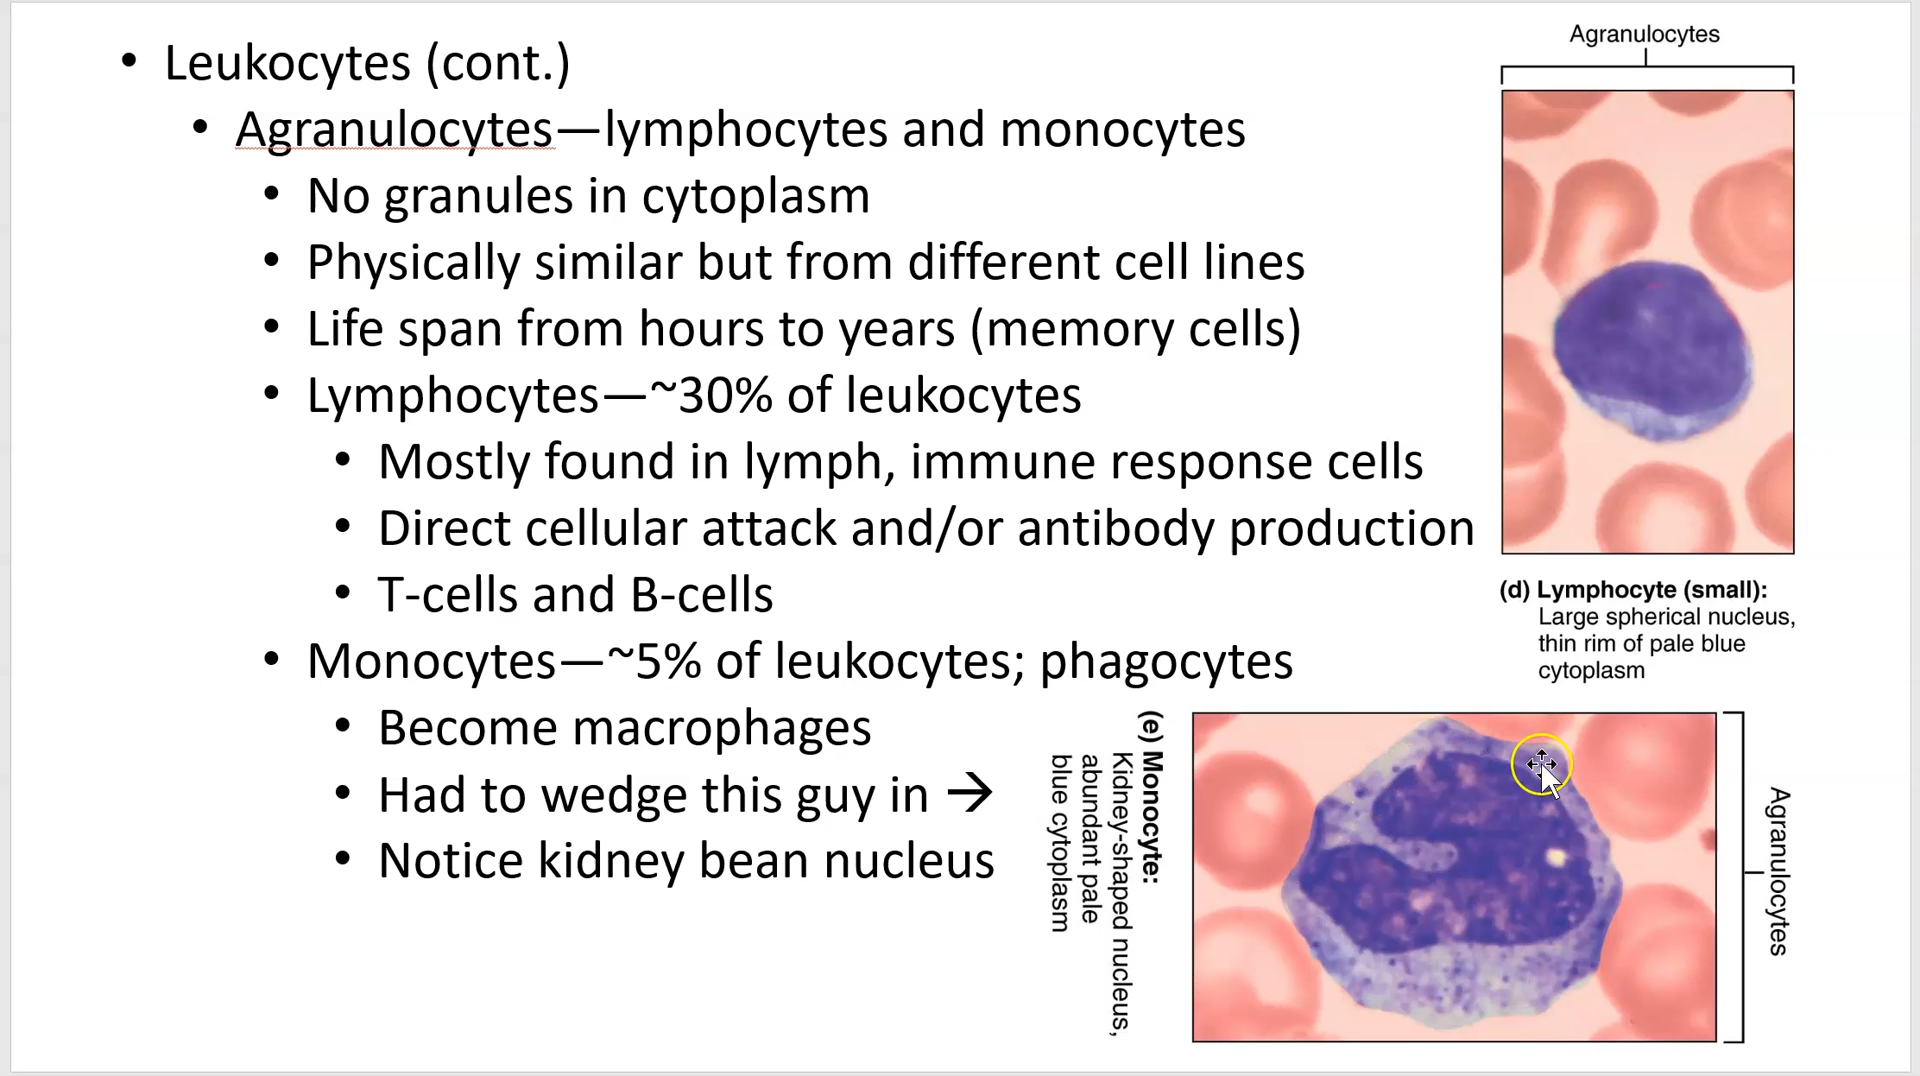 Leukocytes (cont.)
Agranulocytes—lymphocytes and monocytes
No granules in cytoplasm
Physically similar but from different cell lines
Life span from hours to years (memory cells)
Lymphocytes—~30% of leukocytes
Mostly found in lymph, immune response cells
Direct cellular attack and/or antibody production
T-cells and B-cells
Monocytes—~5% of leukocytes; phagocytes
Become macrophages
Had to wedge this guy in →
Notice kidney bean nucleus
Agranulocytes
(d) Lymphocyte (small):
Large spherical nucleus,
thin rim of pale blue
cytoplasm
(e) Monocyte:
Kidney-shaped nucleus,
abundant pale
blue cytoplasm
Agranulocytes